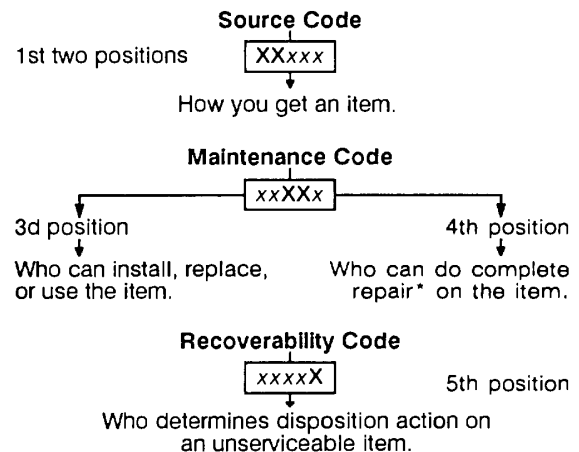 Source Code
1st two positions
XXxxx
How you get an item.
Maintenance Code
xxXXx
3d position
4th position
Who can install, replace,
or use the item.
Who can do complete
repair* on the item.
Recoverability Code
xxxxX
5th position
Who determines disposition action on
an unserviceable item.